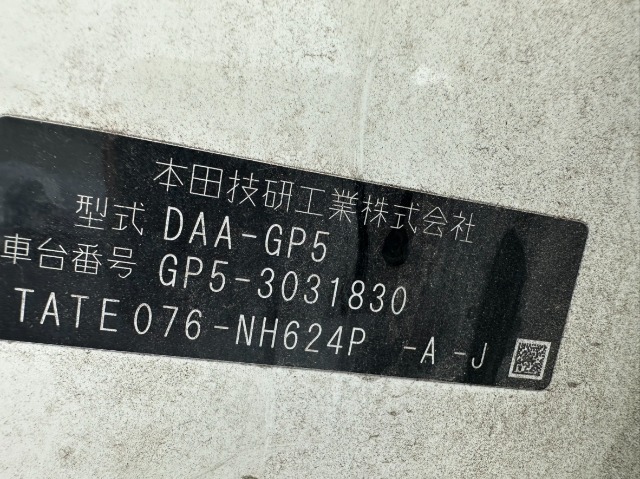 本田技研工業株式会社
型式 DAA-GP5
車台番号 GP5-3031830
TATE076-NH624P -A -J